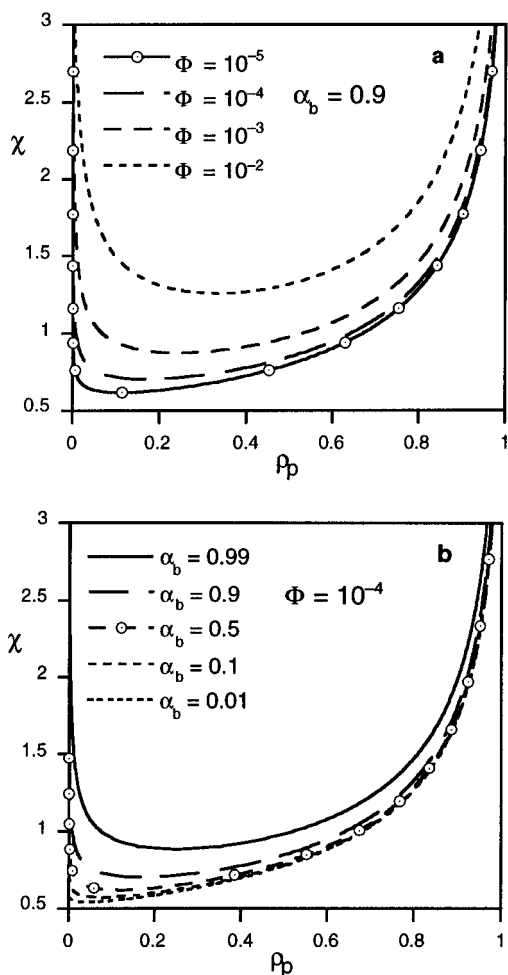 3
a
Φ = 10⁻⁵
2.5
Φ = 10⁻⁴
α_b = 0.9
Φ = 10⁻³
χ
2
Φ = 10⁻²
1.5
1
0.5
0 0.2 0.4 0.6 0.8 1
ρ_p
3
b
α_b = 0.99
α_b = 0.9
Φ = 10⁻⁴
2.5
α_b = 0.5
χ
α_b = 0.1
2
α_b = 0.01
1.5
1
0.5
0 0.2 0.4 0.6 0.8 1
ρ_p